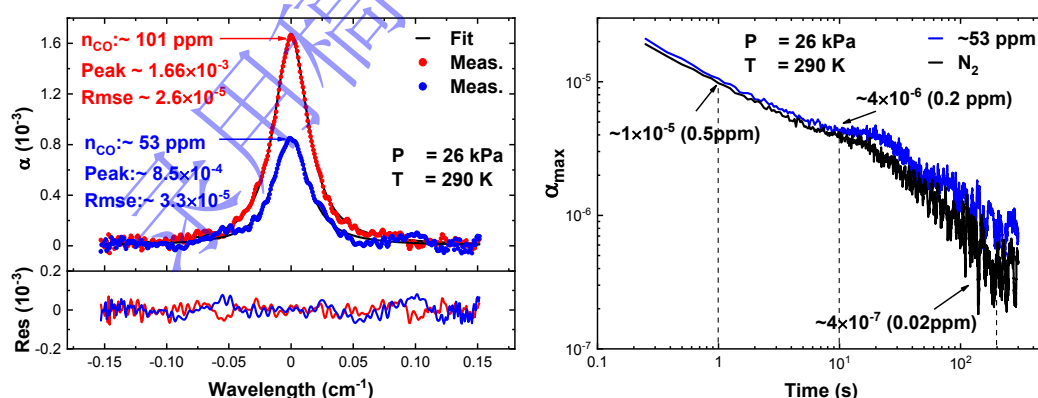 n_CO:~ 101 ppm
Peak ~ 1.66×10⁻³
Rmse ~ 2.6×10⁻⁵
n_CO:~ 53 ppm
Peak:~ 8.5×10⁻⁴
Rmse:~ 3.3×10⁻⁵
Fit
Meas.
Meas.
P = 26 kPa
T = 290 K
α (10⁻³)
1.6
1.2
0.8
0.4
0
Res (10⁻³)
0.2
0
-0.2
-0.15
-0.10
-0.05
0
0.05
0.10
0.15
Wavelength (cm⁻¹)
P = 26 kPa
T = 290 K
~53 ppm
N₂
~1×10⁻⁵ (0.5ppm)
~4×10⁻⁶ (0.2 ppm)
~4×10⁻⁷ (0.02ppm)
α_max
10⁻⁵
10⁻⁶
10⁻⁷
0.1
1
10¹
10²
Time (s)